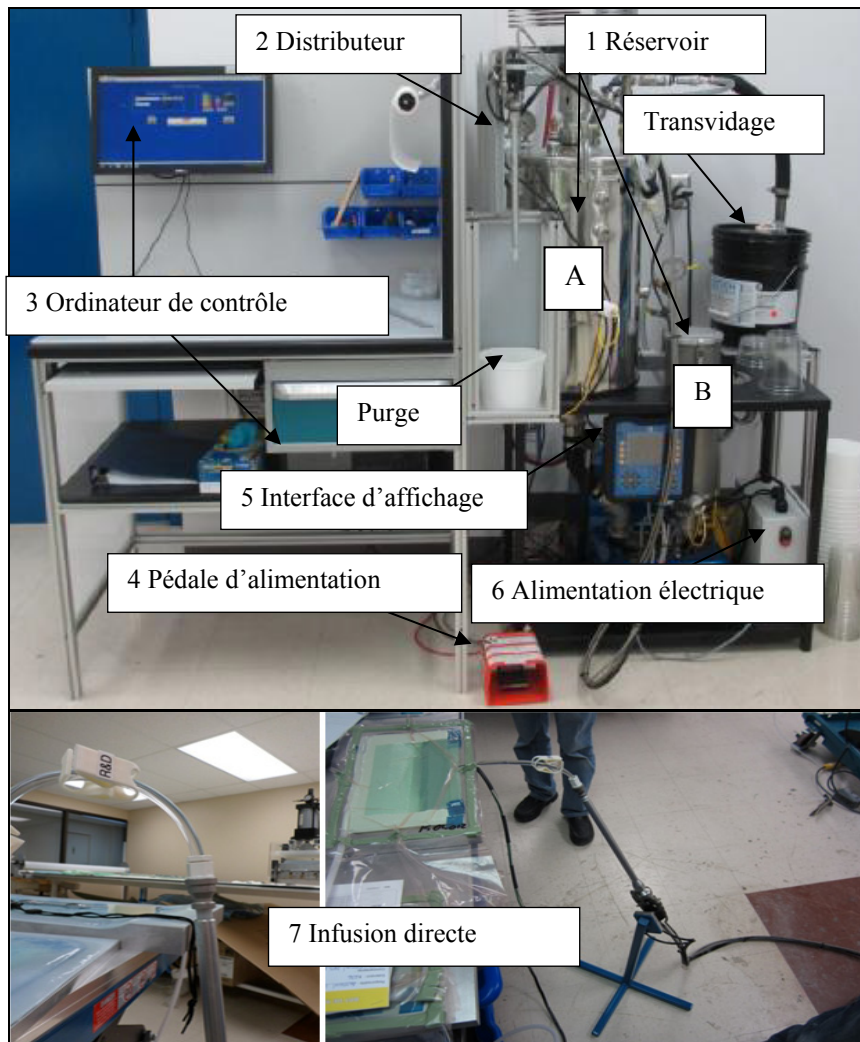 2 Distributeur
1 Réservoir
Transvidage
A
3 Ordinateur de contrôle
B
Purge
5 Interface d'affichage
4 Pédale d'alimentation
6 Alimentation électrique
R&D
7 Infusion directe